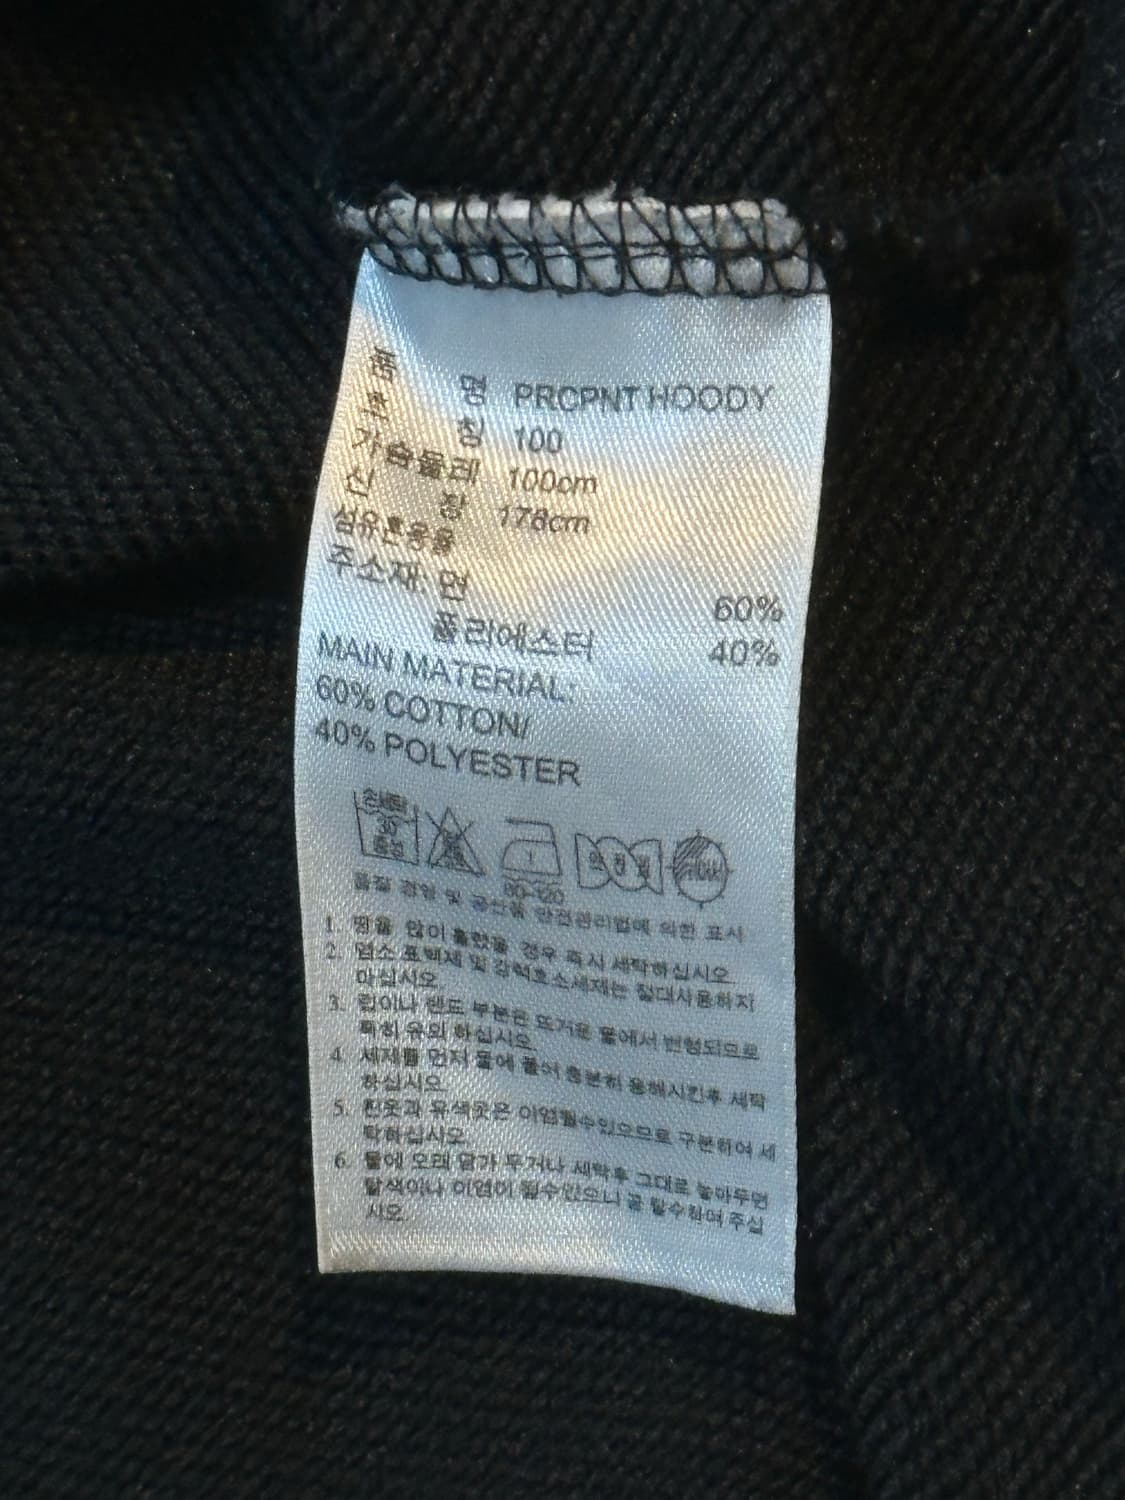 품 명 PRCPNT HOODY
호 칭 100
가슴둘레 100cm
신 장 178cm
섬유혼용율
주소재: 면 60%
폴리에스터 40%
MAIN MATERIAL:
60% COTTON/
40% POLYESTER
손세탁
30
중성
80~120
품질 경영 및 공산품 안전관리법에 의한 표시
1. 땀을 많이 흘렸을 경우 즉시 세탁하십시오.
2. 염소 표백제 및 강력효소세제는 절대사용하지
마십시오.
3. 립이나 밴드 부분은 뜨거운 물에서 변형되므로
특히 유의 하십시오.
4. 세제를 먼저 물에 풀어 충분히 용해시킨후 세탁
하십시오.
5. 흰옷과 유색옷은 이염될수있으므로 구분하여 세
탁하십시오.
6. 물에 오래 담가 두거나 세탁후 그대로 놓아두면
탈색이나 이염이 될수있으니 곧 탈수하여 주십
시오.